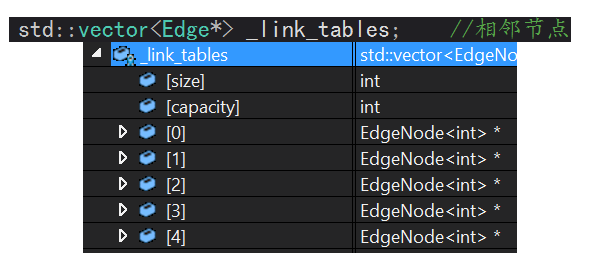 std::vector<Edge*> _link_tables; //相邻节点
_link_tables std::vector<EdgeNo
[size] int
[capacity] int
[0] EdgeNode<int> *
[1] EdgeNode<int> *
[2] EdgeNode<int> *
[3] EdgeNode<int> *
[4] EdgeNode<int> *